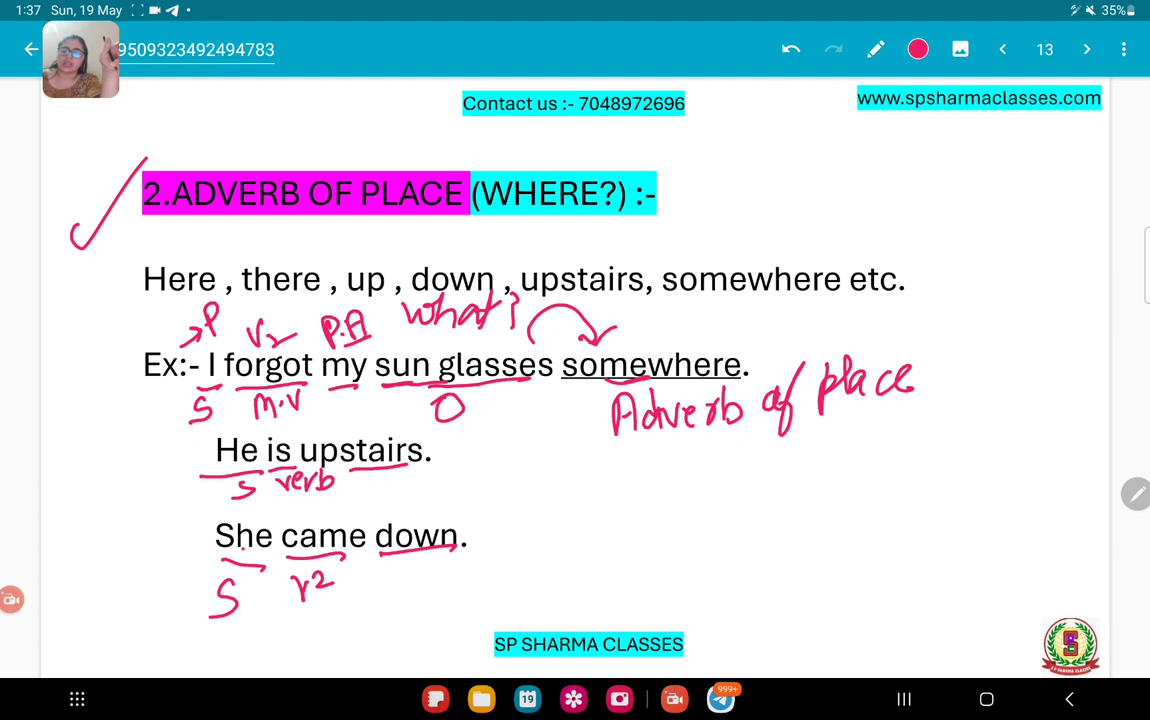 1:37 Sun, 19 May 35%
9509323492494783 13
Contact us :- 7048972696 www.spsharmaclasses.com
2.ADVERB OF PLACE (WHERE?) :-
Here , there , up , down , upstairs, somewhere etc.
P V2 P.A what?
Ex:- I forgot my sun glasses somewhere.
S M.V O Adverb of place
He is upstairs.
S verb
She came down.
S V2
SP SHARMA CLASSES
19 999+